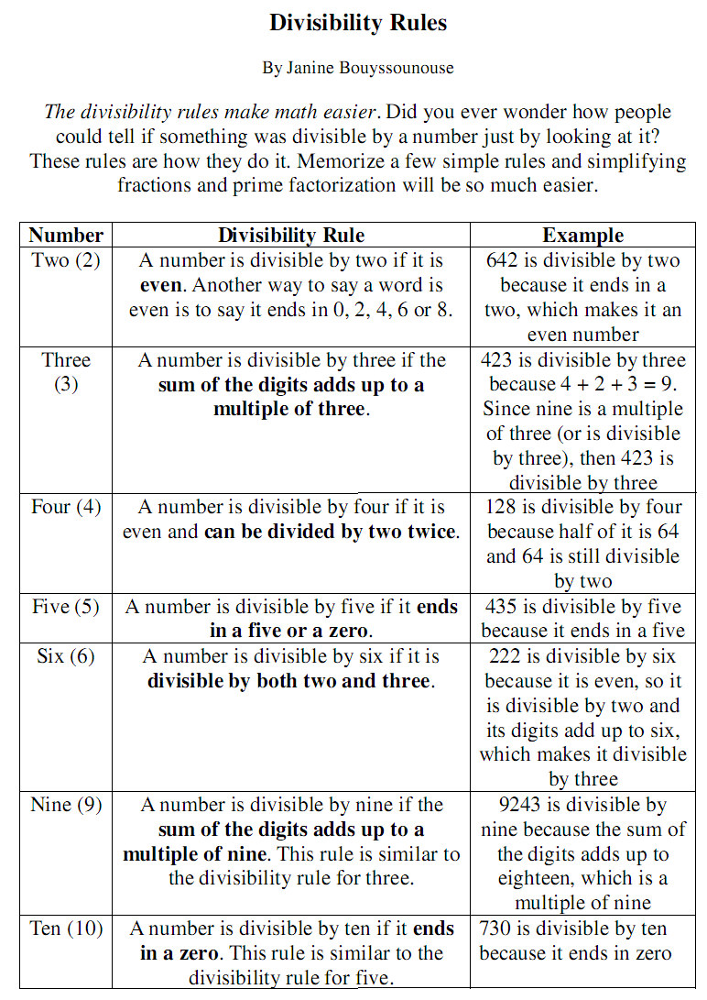 Divisibility Rules
By Janine Bouyssounouse
The divisibility rules make math easier. Did you ever wonder how people
could tell if something was divisible by a number just by looking at it?
These rules are how they do it. Memorize a few simple rules and simplifying
fractions and prime factorization will be so much easier.
Number
Divisibility Rule
Example
Two (2)
A number is divisible by two if it is
even. Another way to say a word is
even is to say it ends in 0, 2, 4, 6 or 8.
642 is divisible by two
because it ends in a
two, which makes it an
even number
Three
(3)
A number is divisible by three if the
sum of the digits adds up to a
multiple of three.
423 is divisible by three
because 4 + 2 + 3 = 9.
Since nine is a multiple
of three (or is divisible
by three), then 423 is
divisible by three
Four (4)
A number is divisible by four if it is
even and can be divided by two twice.
128 is divisible by four
because half of it is 64
and 64 is still divisible
by two
Five (5)
A number is divisible by five if it ends
in a five or a zero.
435 is divisible by five
because it ends in a five
Six (6)
A number is divisible by six if it is
divisible by both two and three.
222 is divisible by six
because it is even, so it
is divisible by two and
its digits add up to six,
which makes it divisible
by three
Nine (9)
A number is divisible by nine if the
sum of the digits adds up to a
multiple of nine. This rule is similar to
the divisibility rule for three.
9243 is divisible by
nine because the sum of
the digits adds up to
eighteen, which is a
multiple of nine
Ten (10)
A number is divisible by ten if it ends
in a zero. This rule is similar to the
divisibility rule for five.
730 is divisible by ten
because it ends in zero